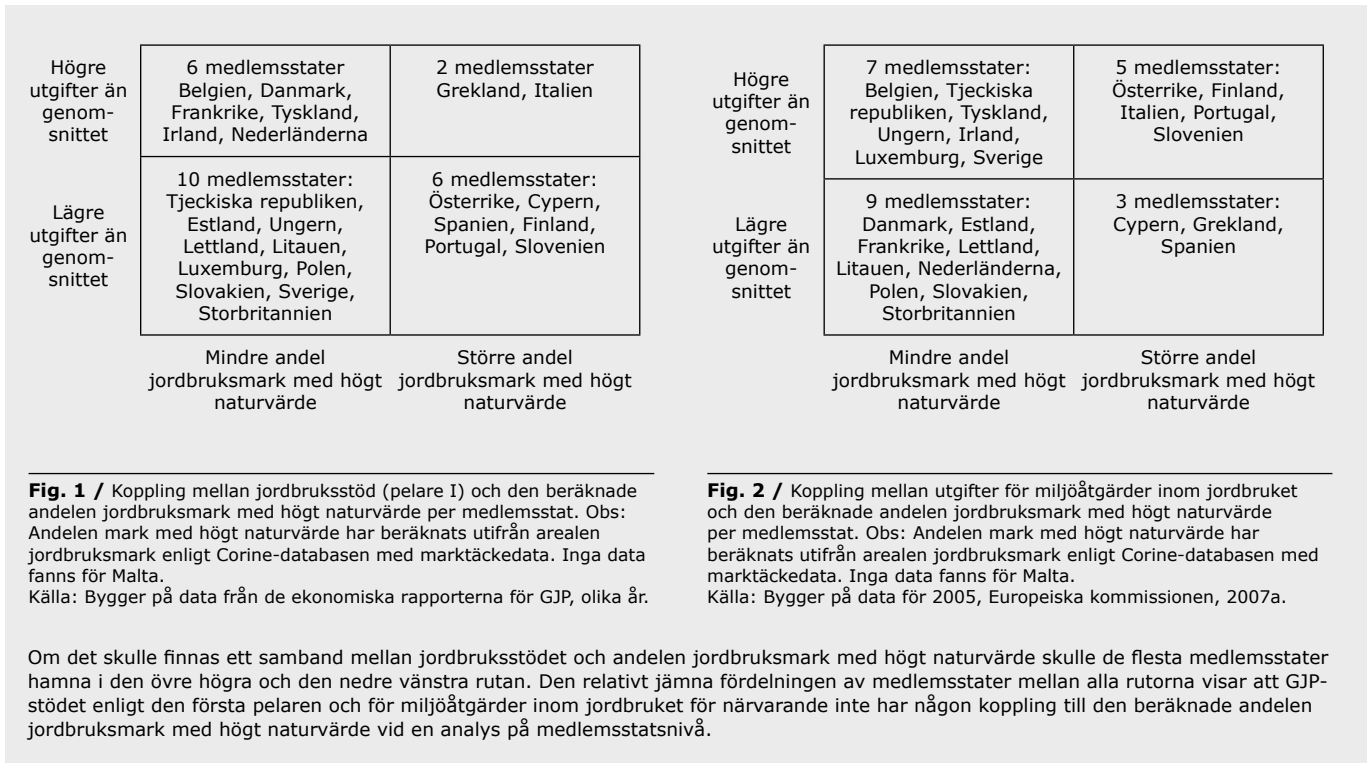 Högre
utgifter än
genom-
snittet
6 medlemsstater
Belgien, Danmark,
Frankrike, Tyskland,
Irland, Nederländerna
2 medlemsstater
Grekland, Italien
Lägre
utgifter än
genom-
snittet
10 medlemsstater:
Tjeckiska republiken,
Estland, Ungern,
Lettland, Litauen,
Luxemburg, Polen,
Slovakien, Sverige,
Storbritannien
6 medlemsstater:
Österrike, Cypern,
Spanien, Finland,
Portugal, Slovenien
Mindre andel
jordbruksmark med högt
naturvärde
Större andel
jordbruksmark med högt
naturvärde
Fig. 1 / Koppling mellan jordbruksstöd (pelare I) och den beräknade
andelen jordbruksmark med högt naturvärde per medlemsstat. Obs:
Andelen mark med högt naturvärde har beräknats utifrån arealen
jordbruksmark enligt Corine-databasen med marktäckedata. Inga data
fanns för Malta.
Källa: Bygger på data från de ekonomiska rapporterna för GJP, olika år.
Högre
utgifter än
genom-
snittet
7 medlemsstater:
Belgien, Tjeckiska
republiken, Tyskland,
Ungern, Irland,
Luxemburg, Sverige
5 medlemsstater:
Österrike, Finland,
Italien, Portugal,
Slovenien
Lägre
utgifter än
genom-
snittet
9 medlemsstater:
Danmark, Estland,
Frankrike, Lettland,
Litauen, Nederländerna,
Polen, Slovakien,
Storbritannien
3 medlemsstater:
Cypern, Grekland,
Spanien
Mindre andel
jordbruksmark med högt
naturvärde
Större andel
jordbruksmark med högt
naturvärde
Fig. 2 / Koppling mellan utgifter för miljöåtgärder inom jordbruket
och den beräknade andelen jordbruksmark med högt naturvärde
per medlemsstat. Obs: Andelen mark med högt naturvärde har
beräknats utifrån arealen jordbruksmark enligt Corine-databasen med
marktäckedata. Inga data fanns för Malta.
Källa: Bygger på data för 2005, Europeiska kommissionen, 2007a.
Om det skulle finnas ett samband mellan jordbruksstödet och andelen jordbruksmark med högt naturvärde skulle de flesta medlemsstater
hamna i den övre högra och den nedre vänstra rutan. Den relativt jämna fördelningen av medlemsstater mellan alla rutorna visar att GJP-
stödet enligt den första pelaren och för miljöåtgärder inom jordbruket för närvarande inte har någon koppling till den beräknade andelen
jordbruksmark med högt naturvärde vid en analys på medlemsstatsnivå.